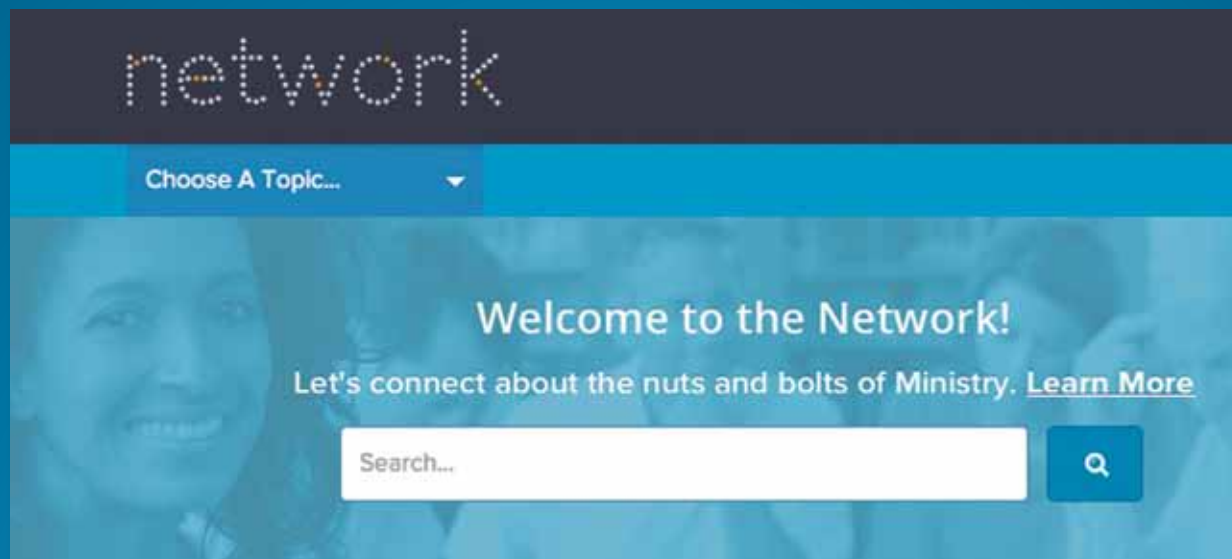 network
Choose A Topic...
Welcome to the Network!
Let's connect about the nuts and bolts of Ministry. Learn More
Search...